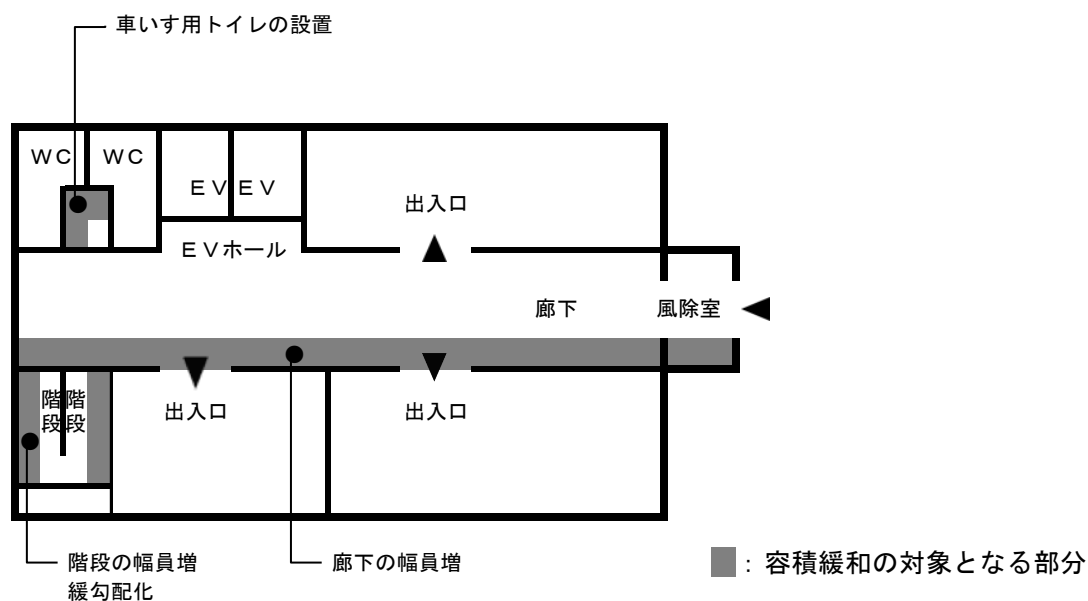 車いす用トイレの設置
ＷＣ ＷＣ
ＥＶ ＥＶ
出入口
ＥＶホール
廊下 風除室
階段 階段
出入口 出入口
階段の幅員増
緩勾配化
廊下の幅員増
：容積緩和の対象となる部分